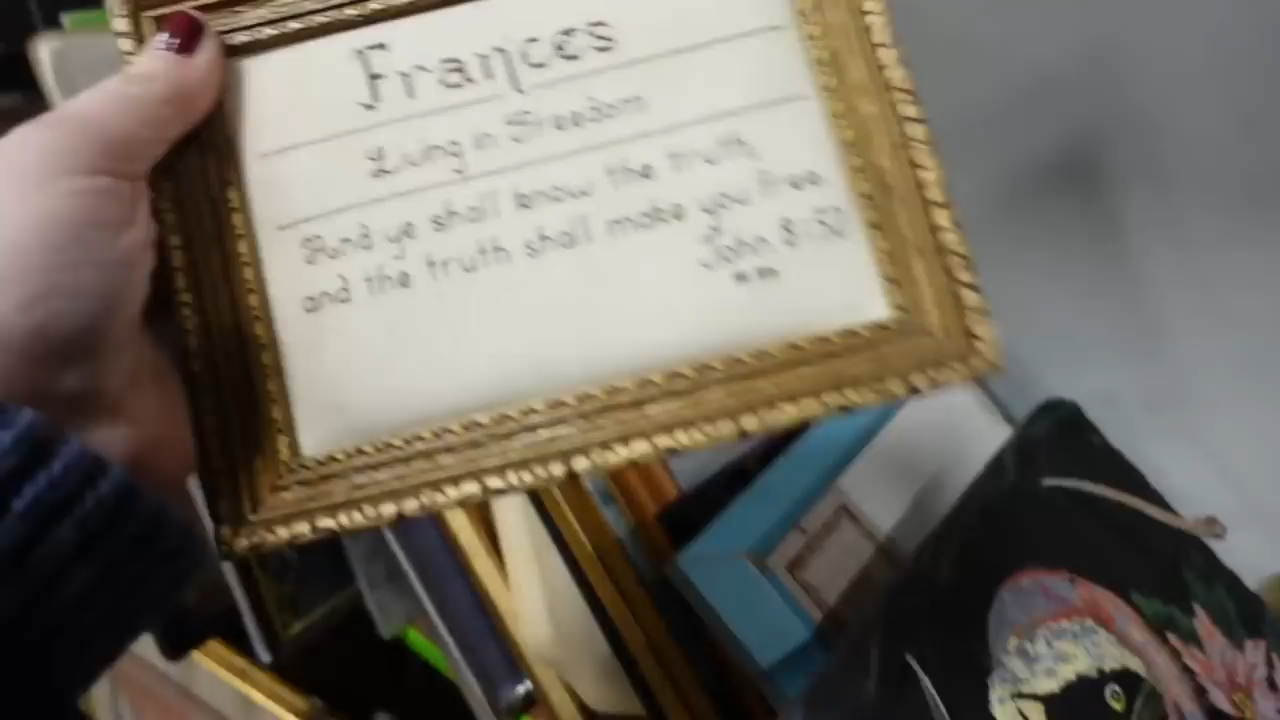 Frances
Living in Freedom
And ye shall know the truth,
and the truth shall make you free.
John 8:32